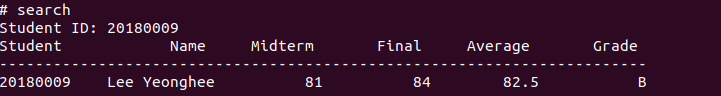 # search
Student ID: 20180009
Student Name Midterm Final Average Grade
------------------------------------------------------------------------
20180009 Lee Yeonghee 81 84 82.5 B